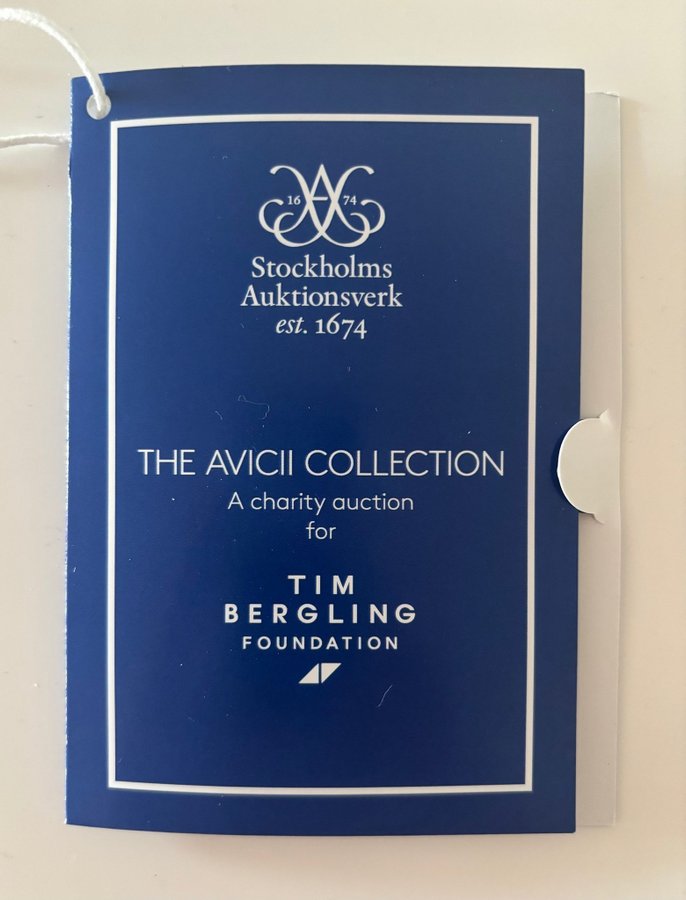 16 74
Stockholms
Auktionsverk
est. 1674
THE AVICII COLLECTION
A charity auction
for
TIM
BERGLING
FOUNDATION